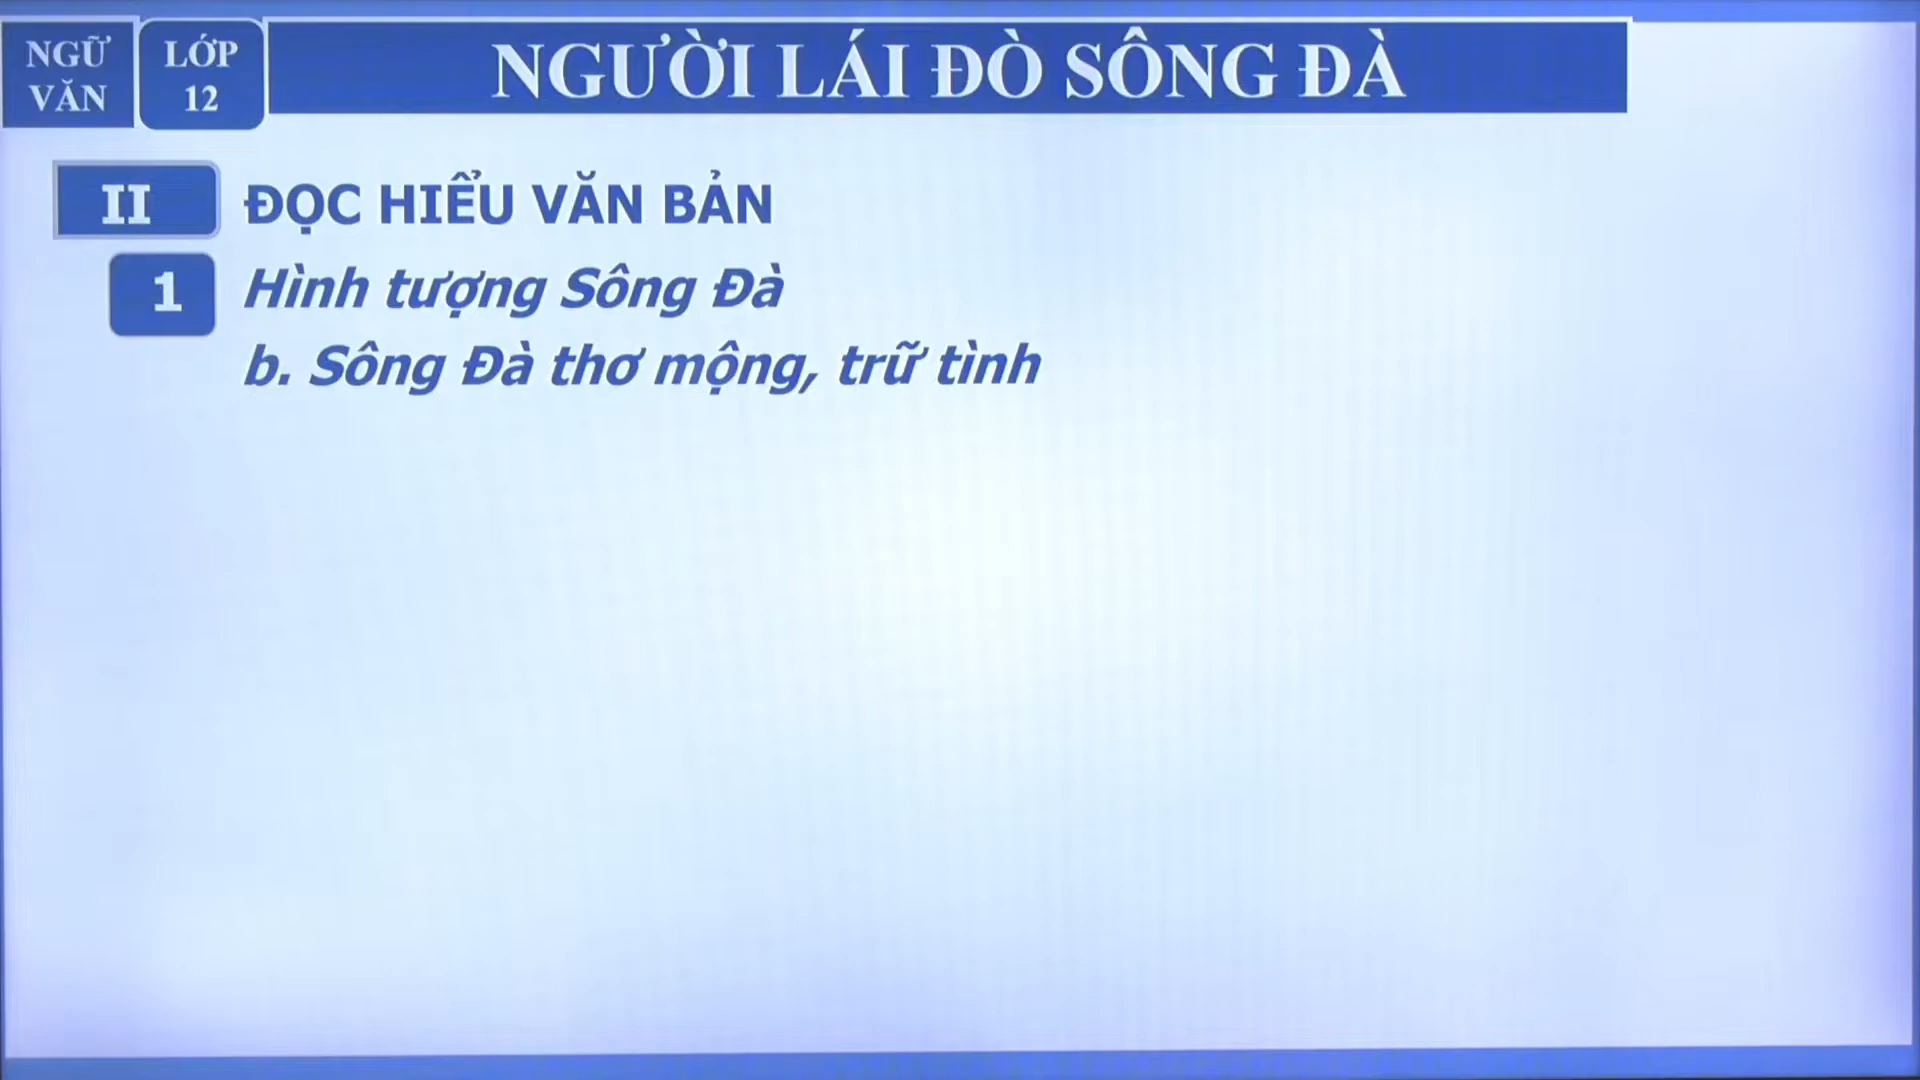 NGỮ
VĂN
LỚP
12
NGƯỜI LÁI ĐÒ SÔNG ĐÀ
II ĐỌC HIỂU VĂN BẢN
1 Hình tượng Sông Đà
b. Sông Đà thơ mộng, trữ tình